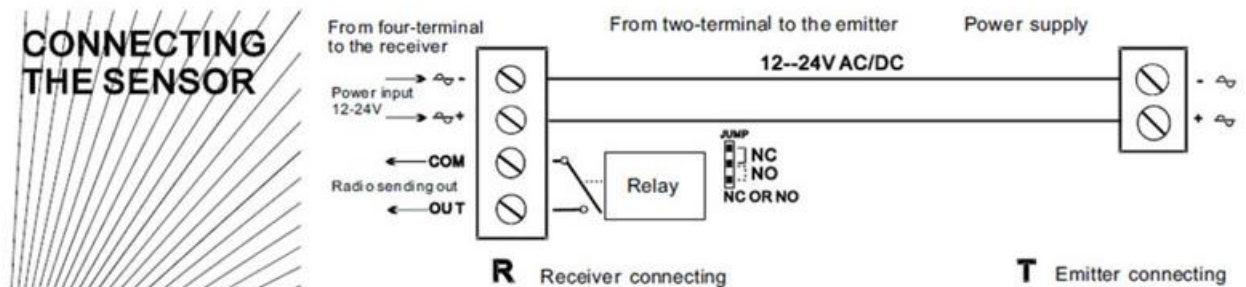 CONNECTING
THE SENSOR
From four-terminal
to the receiver
From two-terminal to the emitter
Power supply
12--24V AC/DC
-
Power input
12-24V
+
COM
Radio sending out
OUT
Relay
JUMP
NC
NO
NC OR NO
-
+
R Receiver connecting
T Emitter connecting